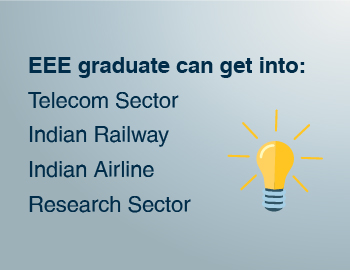 EEE graduate can get into:
Telecom Sector
Indian Railway
Indian Airline
Research Sector